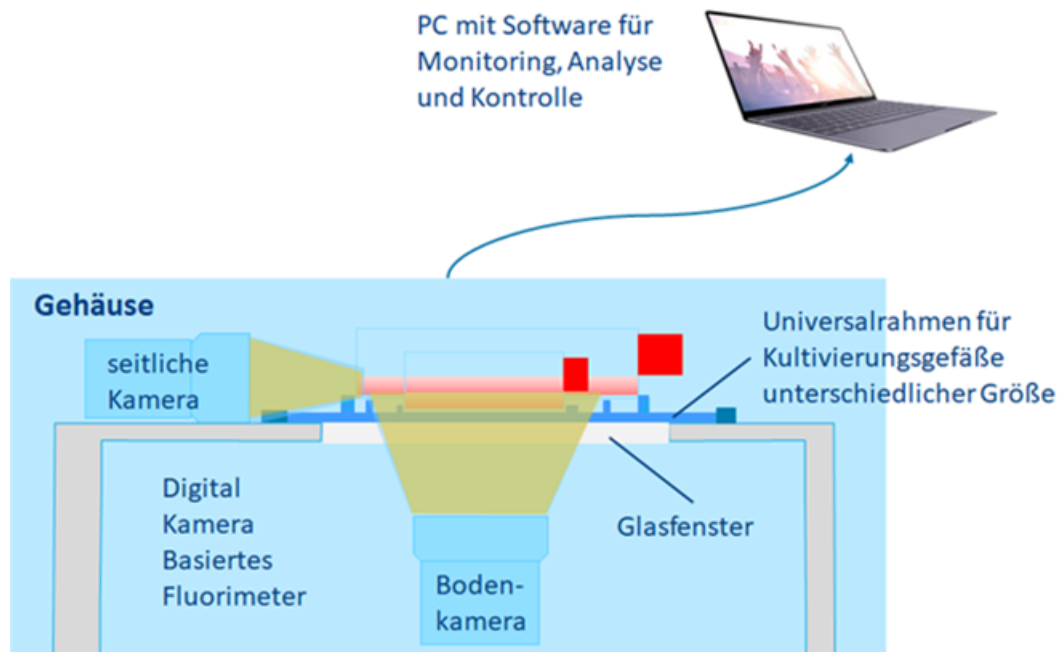 PC mit Software für
Monitoring, Analyse
und Kontrolle
Gehäuse
seitliche
Kamera
Universalrahmen für
Kultivierungsgefäße
unterschiedlicher Größe
Digital
Kamera
Basiertes
Fluorimeter
Glasfenster
Boden-
kamera